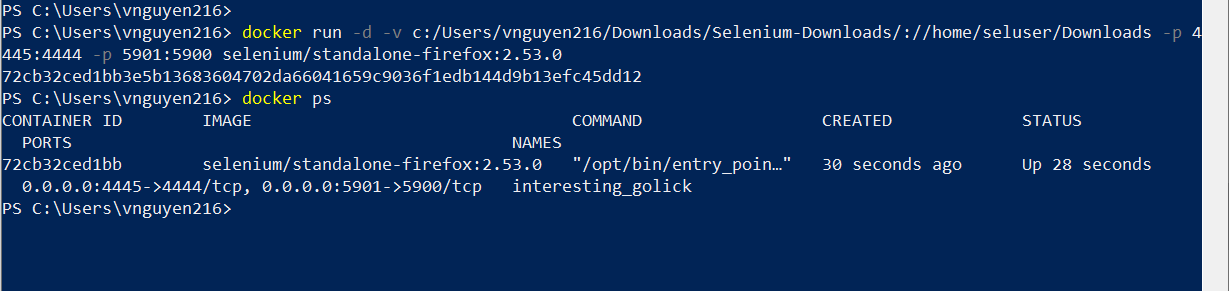 PS C:\Users\vnguyen216>
PS C:\Users\vnguyen216> docker run -d -v c:/Users/vnguyen216/Downloads/Selenium-Downloads/://home/seluser/Downloads -p 4
445:4444 -p 5901:5900 selenium/standalone-firefox:2.53.0
72cb32ced1bb3e5b13683604702da66041659c9036f1edb144d9b13efc45dd12
PS C:\Users\vnguyen216> docker ps
CONTAINER ID        IMAGE                                COMMAND                  CREATED             STATUS
  PORTS                                            NAMES
72cb32ced1bb        selenium/standalone-firefox:2.53.0   "/opt/bin/entry_poin…"   30 seconds ago      Up 28 seconds
  0.0.0.0:4445->4444/tcp, 0.0.0.0:5901->5900/tcp   interesting_golick
PS C:\Users\vnguyen216>